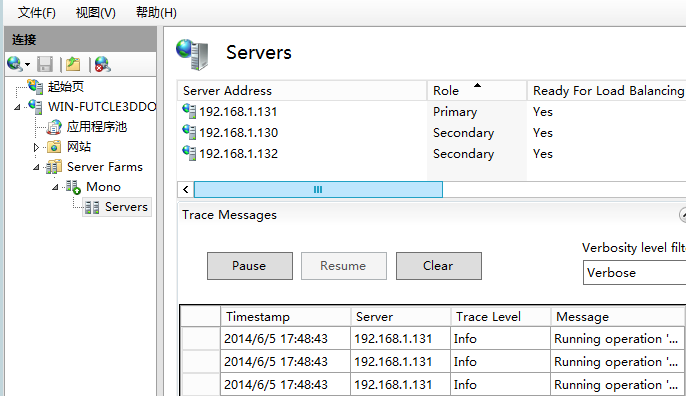 文件(F) 视图(V) 帮助(H)
连接
起始页
WIN-FUTCLE3DDO
应用程序池
网站
Server Farms
Mono
Servers
Servers
Server Address Role Ready For Load Balancing
192.168.1.131 Primary Yes
192.168.1.130 Secondary Yes
192.168.1.132 Secondary Yes
Trace Messages
Verbosity level filt
Pause Resume Clear Verbose
Timestamp Server Trace Level Message
2014/6/5 17:48:43 192.168.1.131 Info Running operation '...
2014/6/5 17:48:43 192.168.1.131 Info Running operation '...
2014/6/5 17:48:43 192.168.1.131 Info Running operation '...